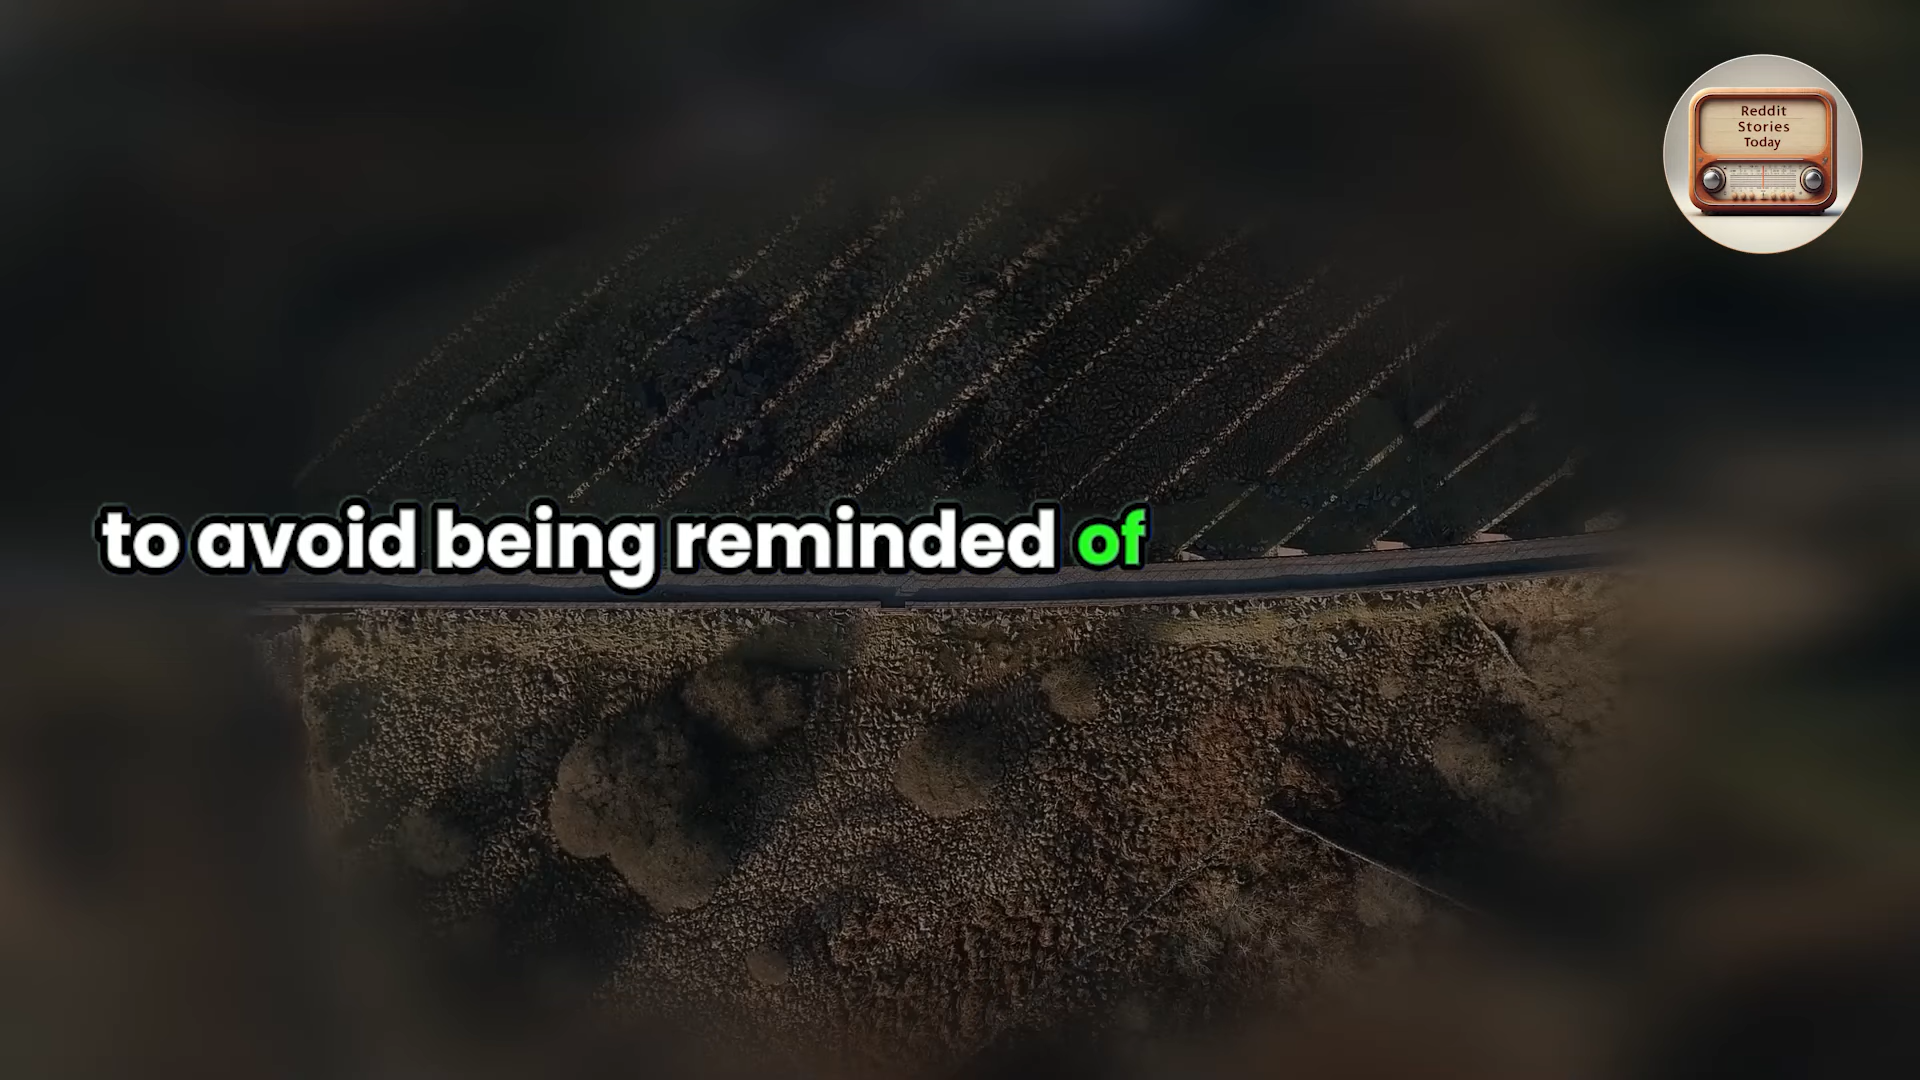 Reddit
Stories
Today
to avoid being reminded of